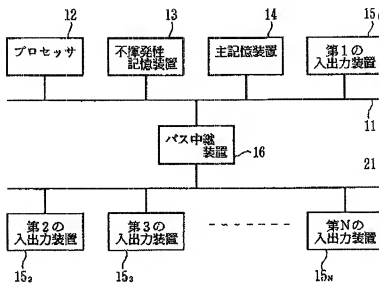 12
13
14
15₁
プロセッサ
不揮発性
記憶装置
主記憶装置
第1の
入出力装置
11
バス中継
装置
16
21
第2の
入出力装置
第3の
入出力装置
第Nの
入出力装置
15₂
15₃
15N